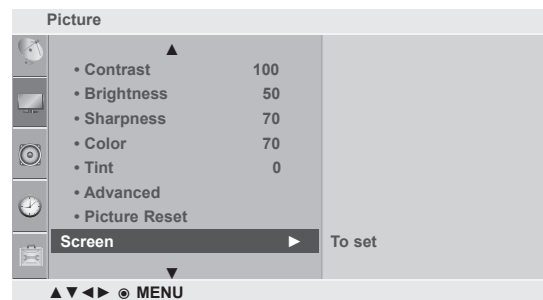 Picture
▲
• Contrast 100
• Brightness 50
• Sharpness 70
• Color 70
• Tint 0
• Advanced
• Picture Reset
Screen ► To set
▼
▲▼◄► ◉ MENU